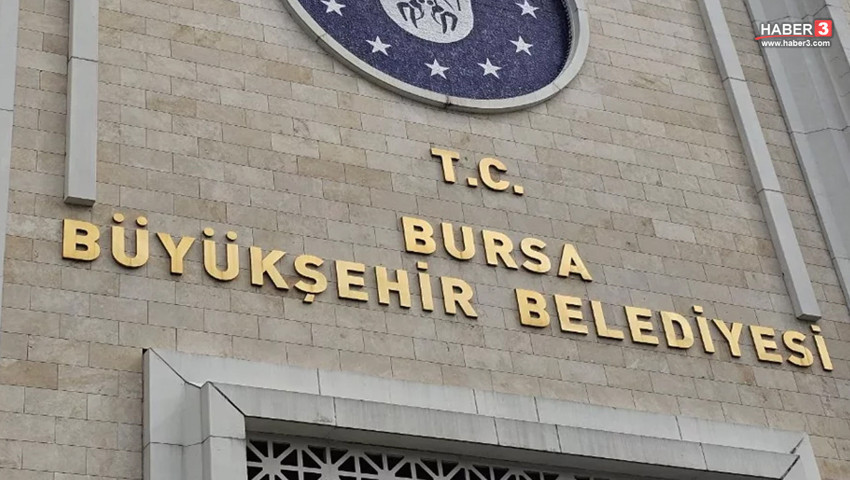 HABER 3
www.haber3.com
T.C.
BURSA
BÜYÜKŞEHİR BELEDİYESİ